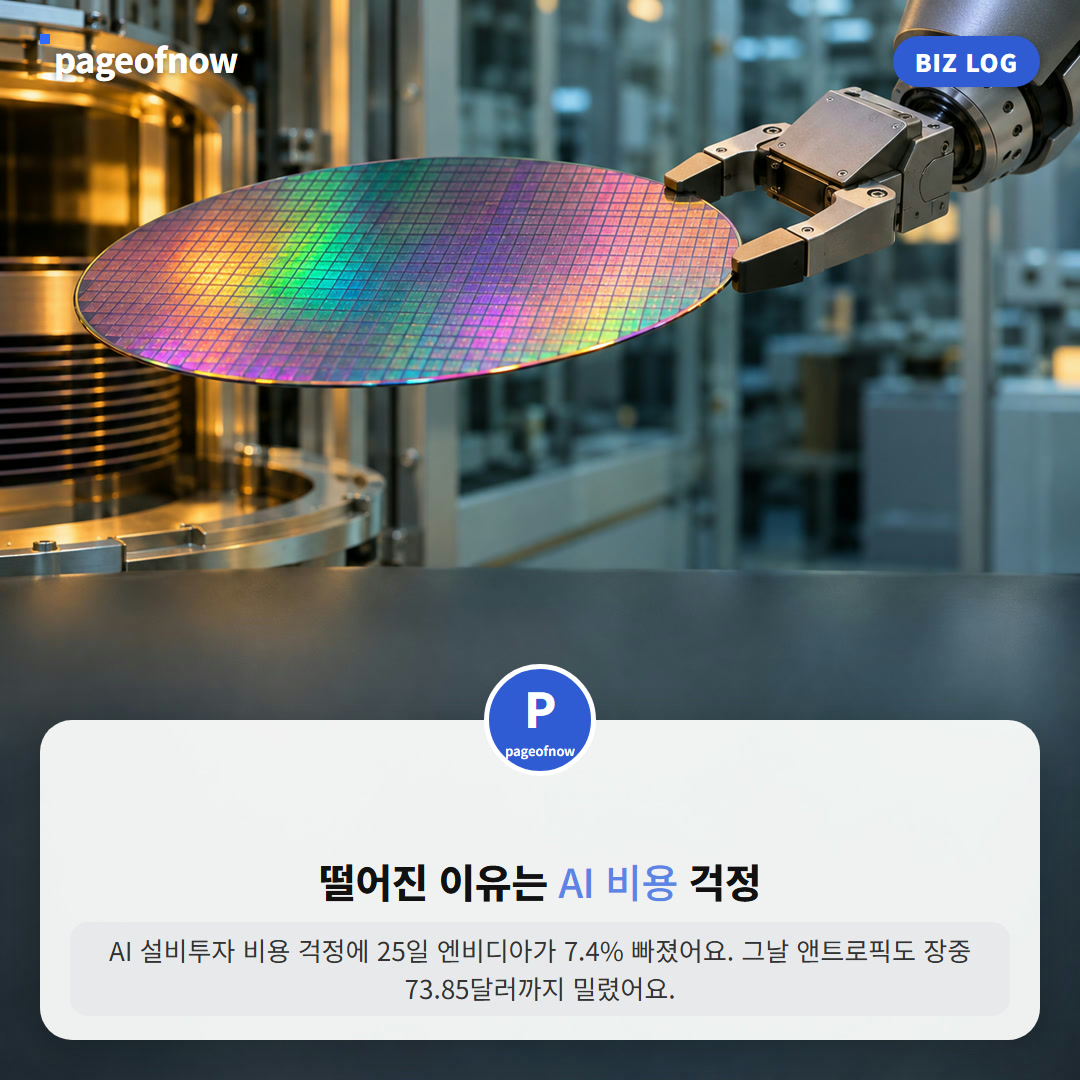 pageofnow
BIZ LOG
P
pageofnow
떨어진 이유는 AI 비용 걱정
AI 설비투자 비용 걱정에 25일 엔비디아가 7.4% 빠졌어요. 그날 앤트로픽도 장중
73.85달러까지 밀렸어요.